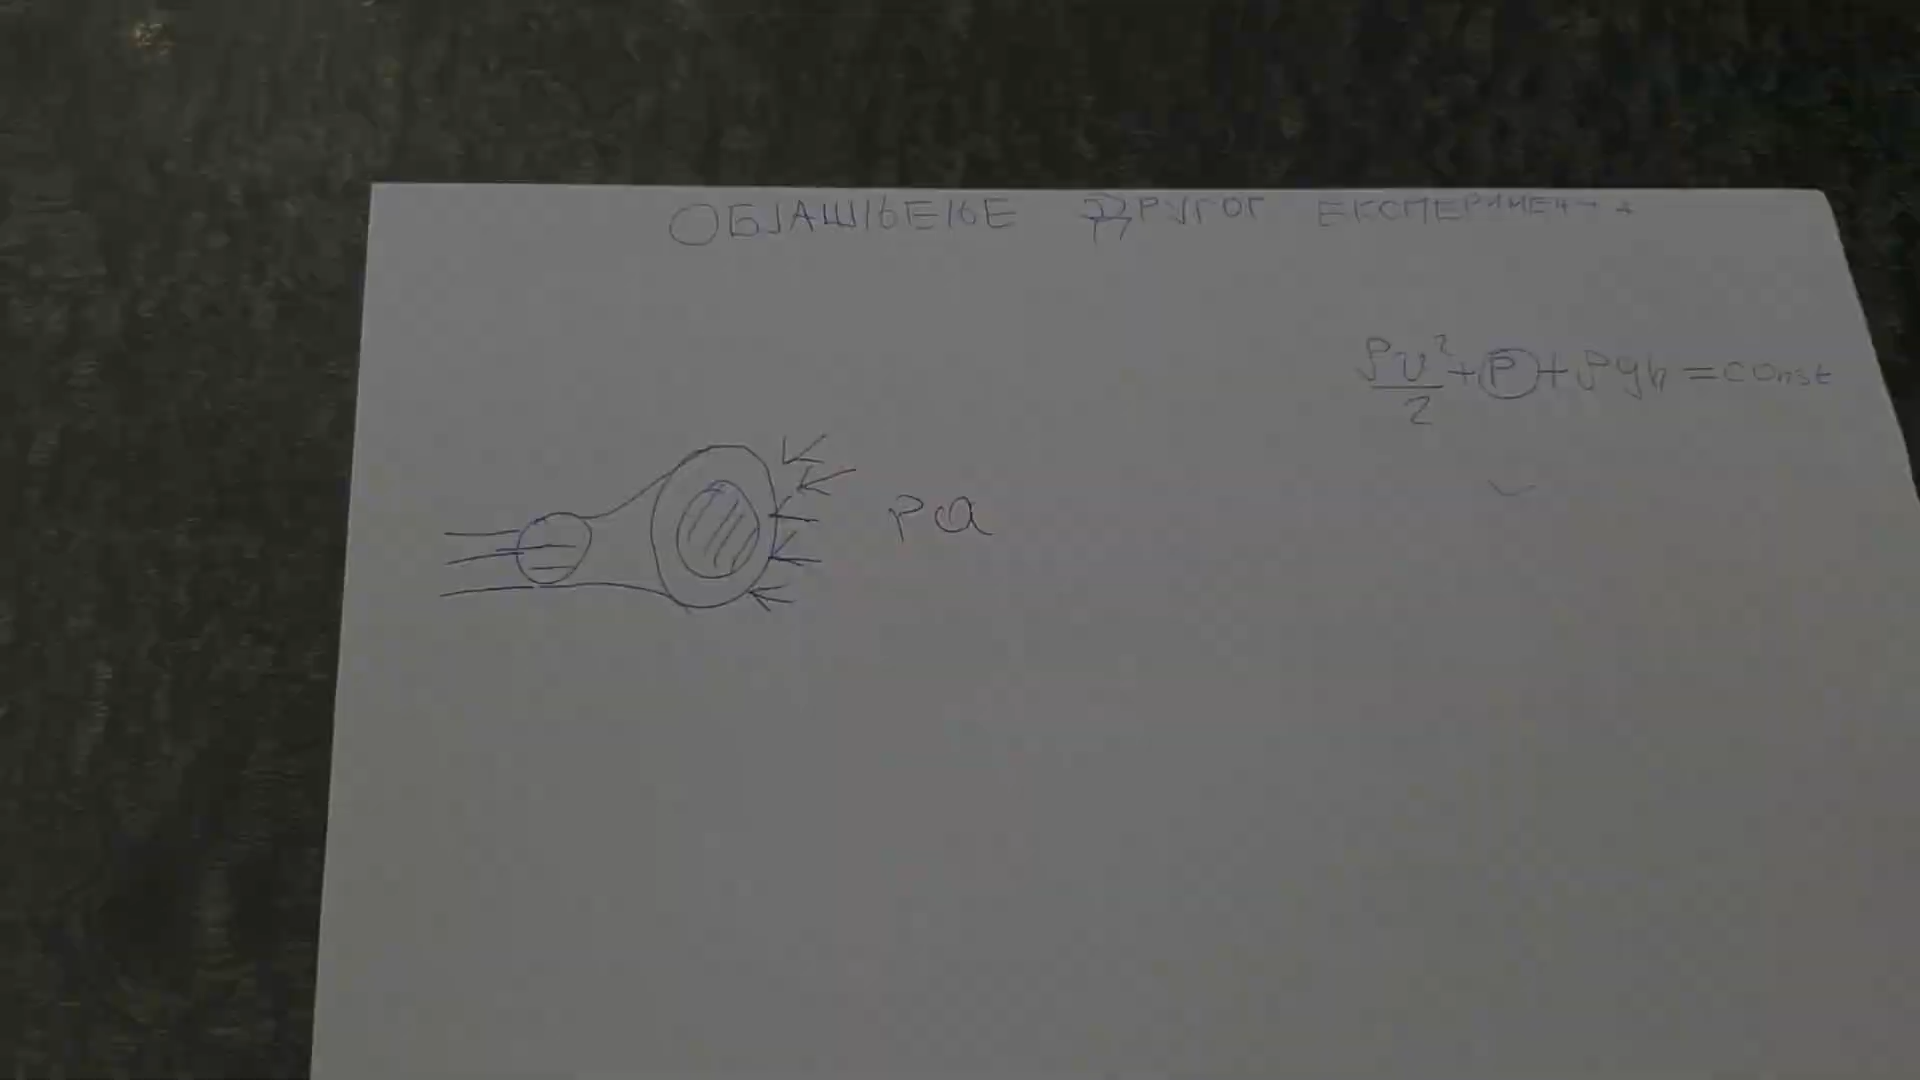 ОБЈАШЊЕЊЕ ДРУГОГ ЕКСПЕРИМЕНТА
ρv²/2 + p + ρgh = const
pa